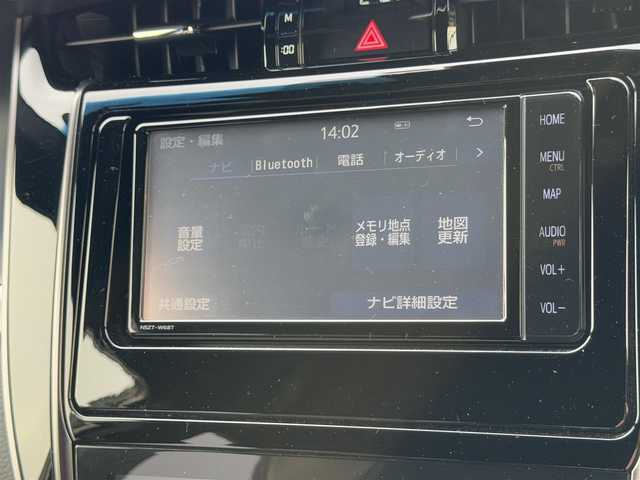 M
:00
14:02
設定・編集
ナビ Bluetooth 電話 オーディオ >
音量
設定
メモリ地点
登録・編集
地図
更新
共通設定
ナビ詳細設定
NSZT-W68T
HOME
MENU
CTRL
MAP
AUDIO
PWR
VOL+
VOL-